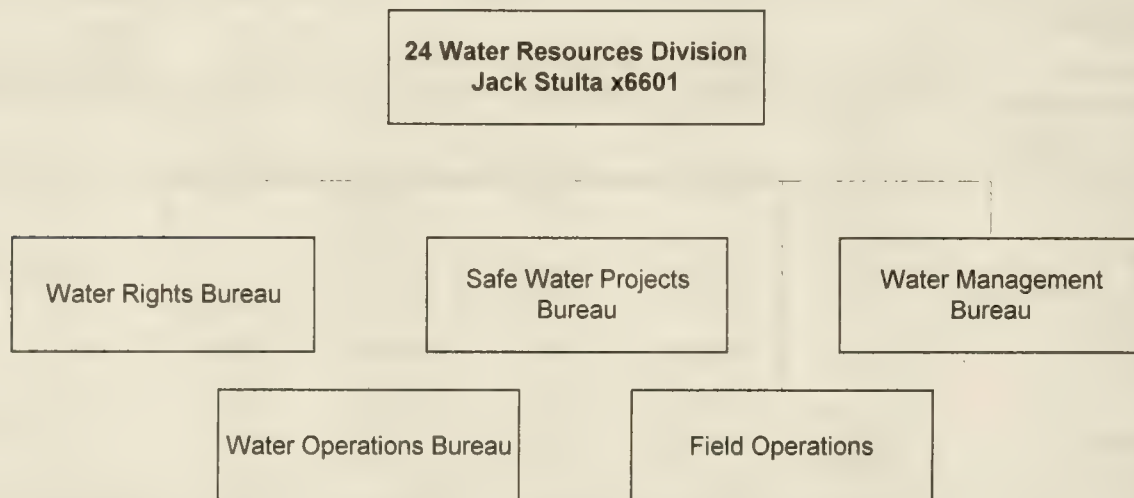 24 Water Resources Division
Jack Stulta x6601
Water Rights Bureau
Safe Water Projects
Bureau
Water Management
Bureau
Water Operations Bureau
Field Operations